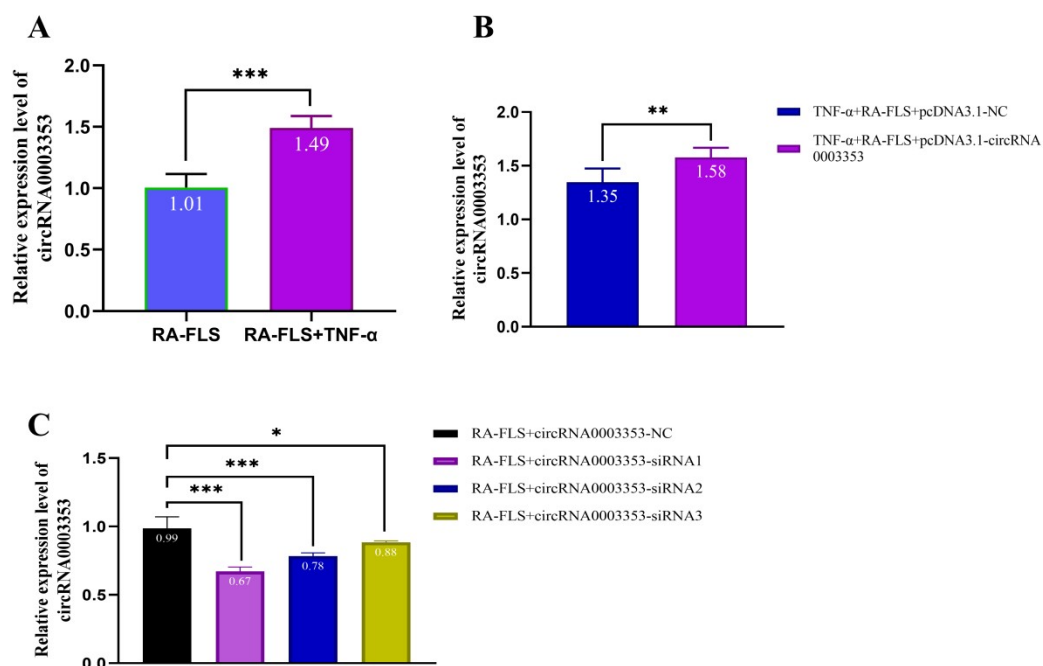 A
Relative expression level of
circRNA0003353
2.0
1.5
1.0
0.5
0.0
***
1.01
1.49
RA-FLS
RA-FLS+TNF-α
B
Relative expression level of
circRNA0003353
2.0
1.5
1.0
0.5
0.0
**
1.35
1.58
TNF-α+RA-FLS+pcDNA3.1-NC
TNF-α+RA-FLS+pcDNA3.1-circRNA
0003353
C
Relative expression level of
circRNA0003353
1.5
1.0
0.5
0.0
*
***
***
0.99
0.67
0.78
0.88
RA-FLS+circRNA0003353-NC
RA-FLS+circRNA0003353-siRNA1
RA-FLS+circRNA0003353-siRNA2
RA-FLS+circRNA0003353-siRNA3